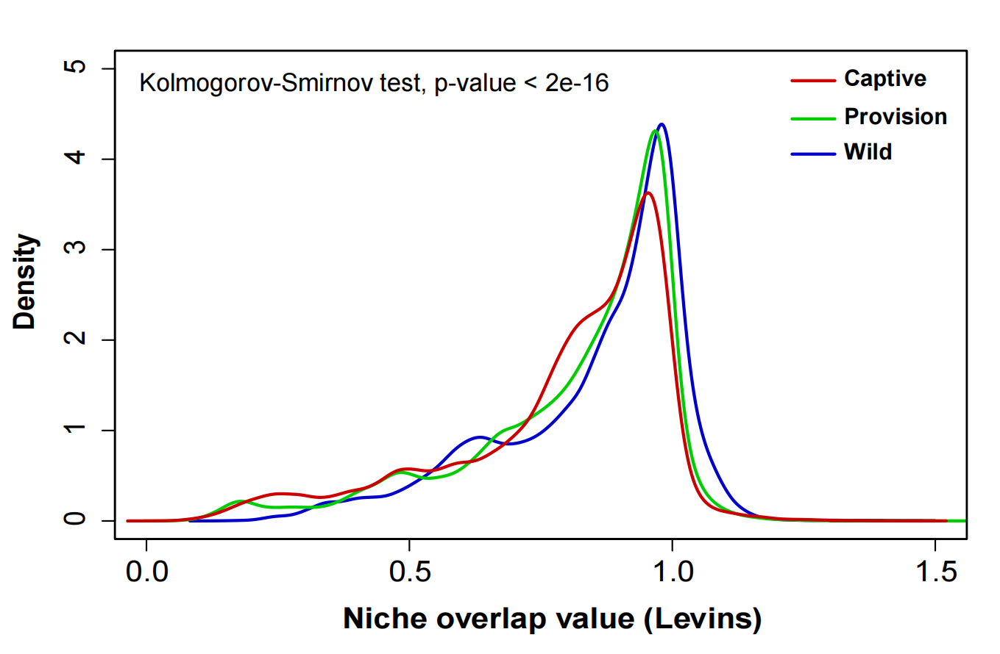 Kolmogorov-Smirnov test, p-value < 2e-16
Captive
Provision
Wild
Density
5
4
3
2
1
0
0.0
0.5
1.0
1.5
Niche overlap value (Levins)